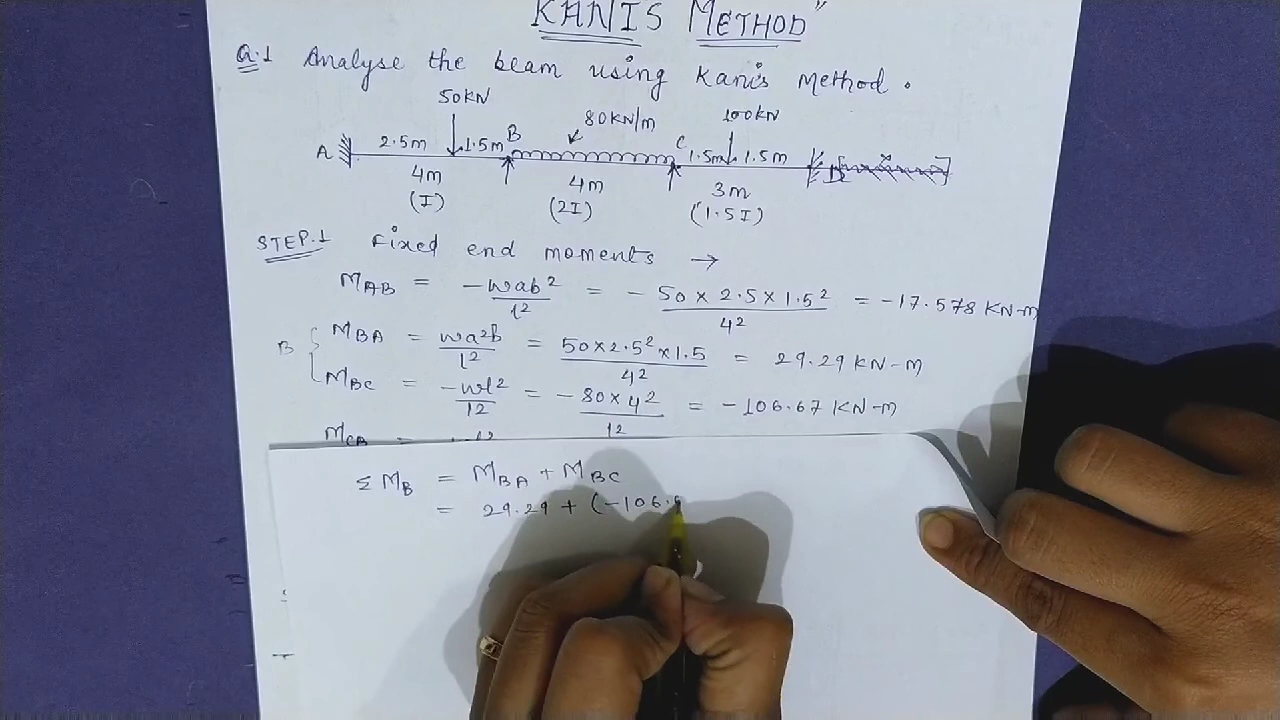 KANIS METHOD"
Q.1 Analyse the beam using Kanis Method.
50KN 80KN/m 100KN
A 2.5m 1.5m B C 1.5m 1.5m D
4m 4m 3m
(I) (2I) (1.5I)
STEP.1 Fixed end moments →
MAB = -wab² / l² = - 50 × 2.5 × 1.5² / 4² = -17.578 KN-m
B { MBA = wa²b / l² = 50×2.5²×1.5 / 4² = 29.29 KN-m
MBC = -wl² / 12 = - 80×4² / 12 = -106.67 KN-m
MCB =
ΣMB = MBA + MBC
= 29.29 + (-106.